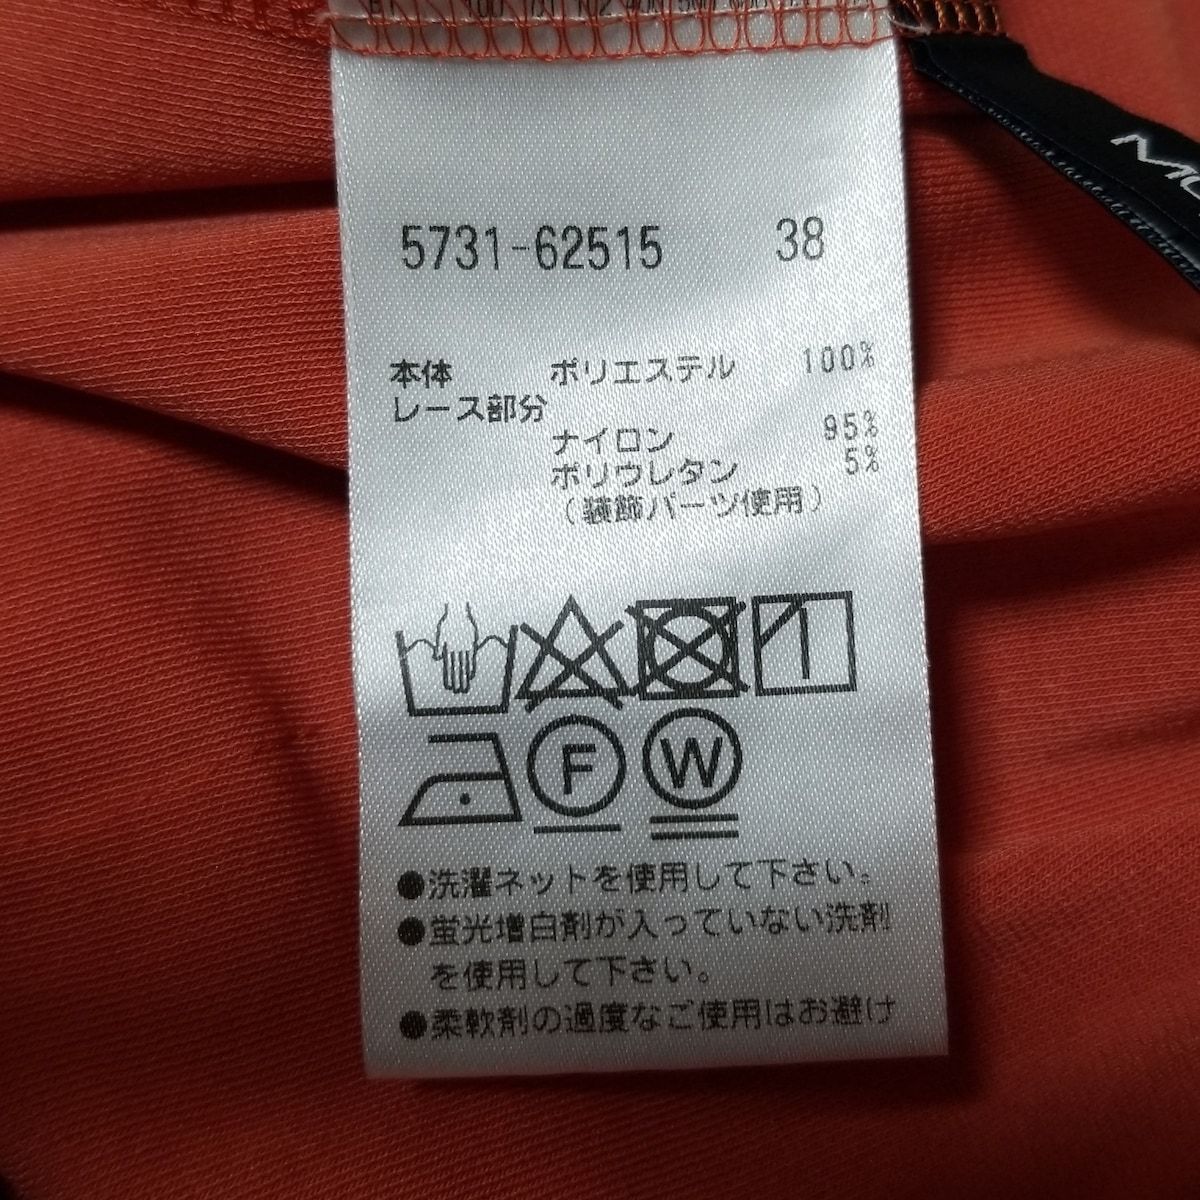 5731-62515 38
本体 ポリエステル 100%
レース部分
ナイロン 95%
ポリウレタン 5%
(装飾パーツ使用)
F W
●洗濯ネットを使用して下さい。
●蛍光増白剤が入っていない洗剤
を使用して下さい。
●柔軟剤の過度なご使用はお避け